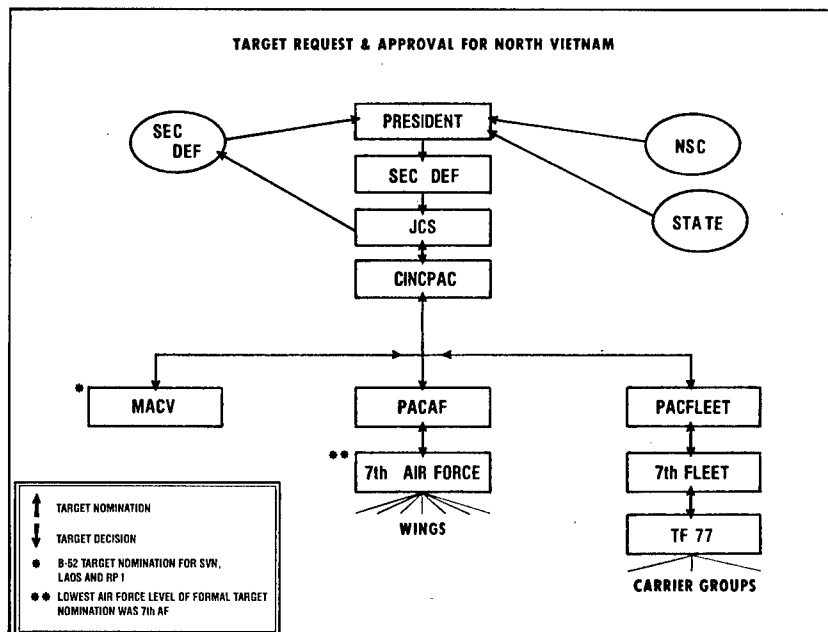 TARGET REQUEST & APPROVAL FOR NORTH VIETNAM
PRESIDENT
SEC
DEF
NSC
SEC DEF
STATE
JCS
CINCPAC
* MACV
PACAF
PACFLEET
** 7th AIR FORCE
7th FLEET
WINGS
TF 77
CARRIER GROUPS
TARGET NOMINATION
TARGET DECISION
* B-52 TARGET NOMINATION FOR SVN,
LAOS AND RP 1
** LOWEST AIR FORCE LEVEL OF FORMAL TARGET
NOMINATION WAS 7th AF